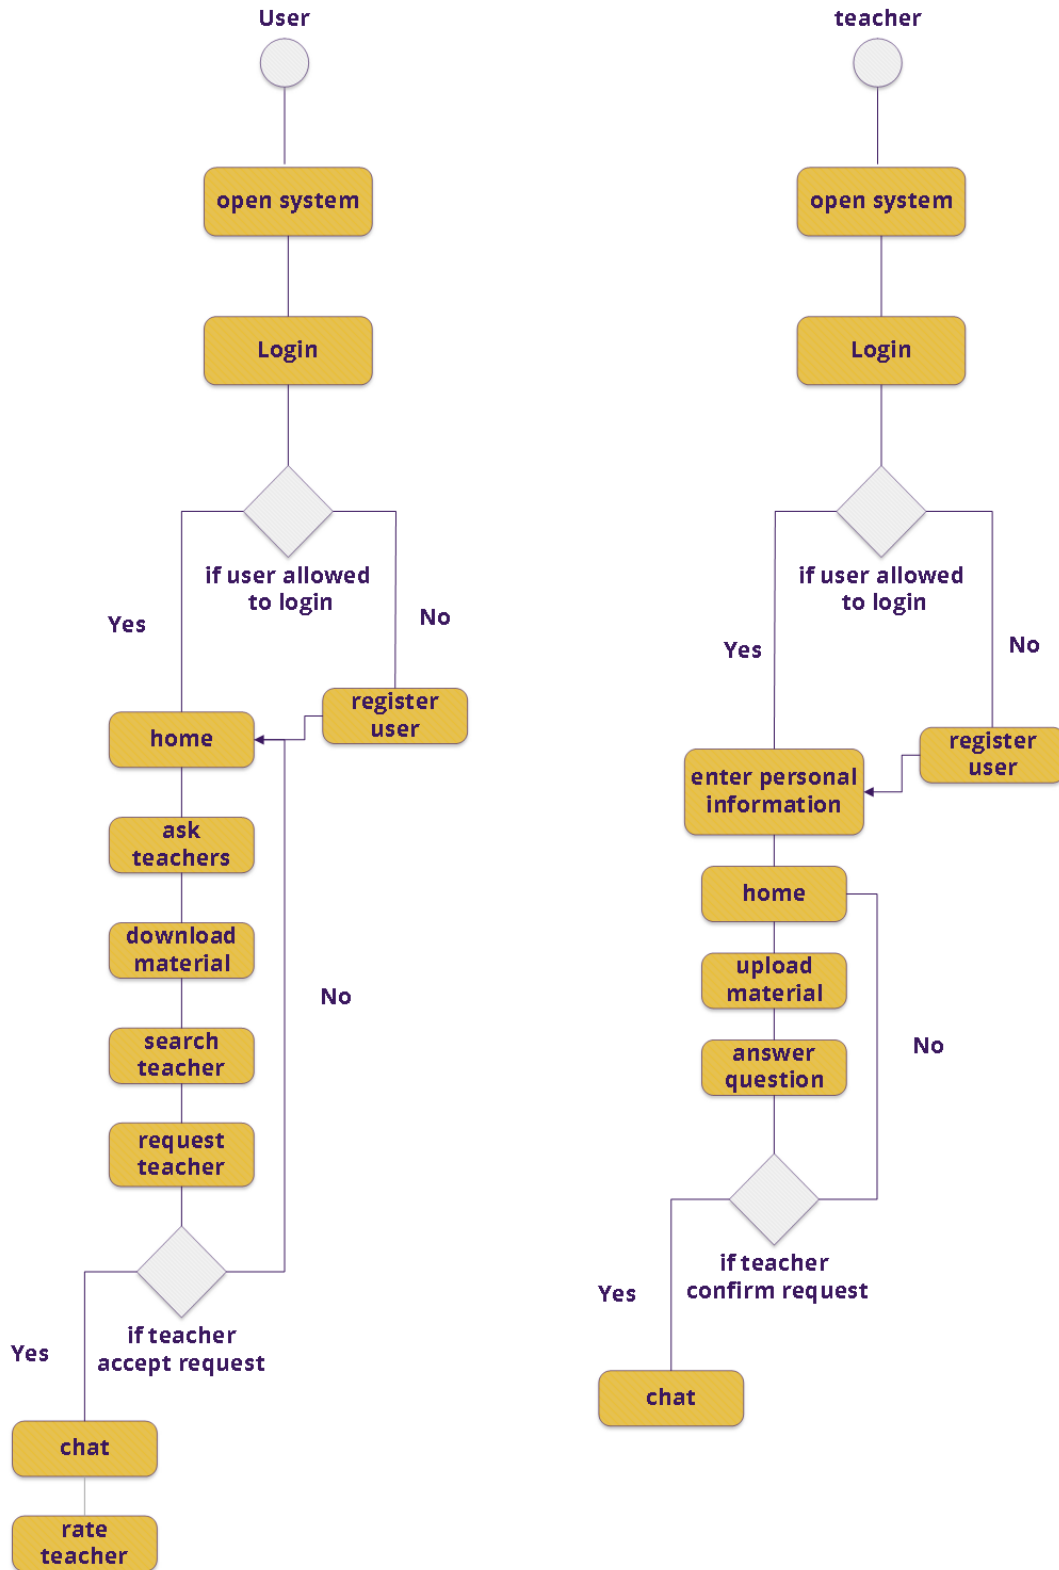 User
open system
Login
if user allowed
to login
Yes
No
register
user
home
ask
teachers
download
material
No
search
teacher
request
teacher
if teacher
accept request
Yes
chat
rate
teacher
teacher
open system
Login
if user allowed
to login
Yes
No
register
user
enter personal
information
home
upload
material
answer
question
No
if teacher
confirm request
Yes
chat